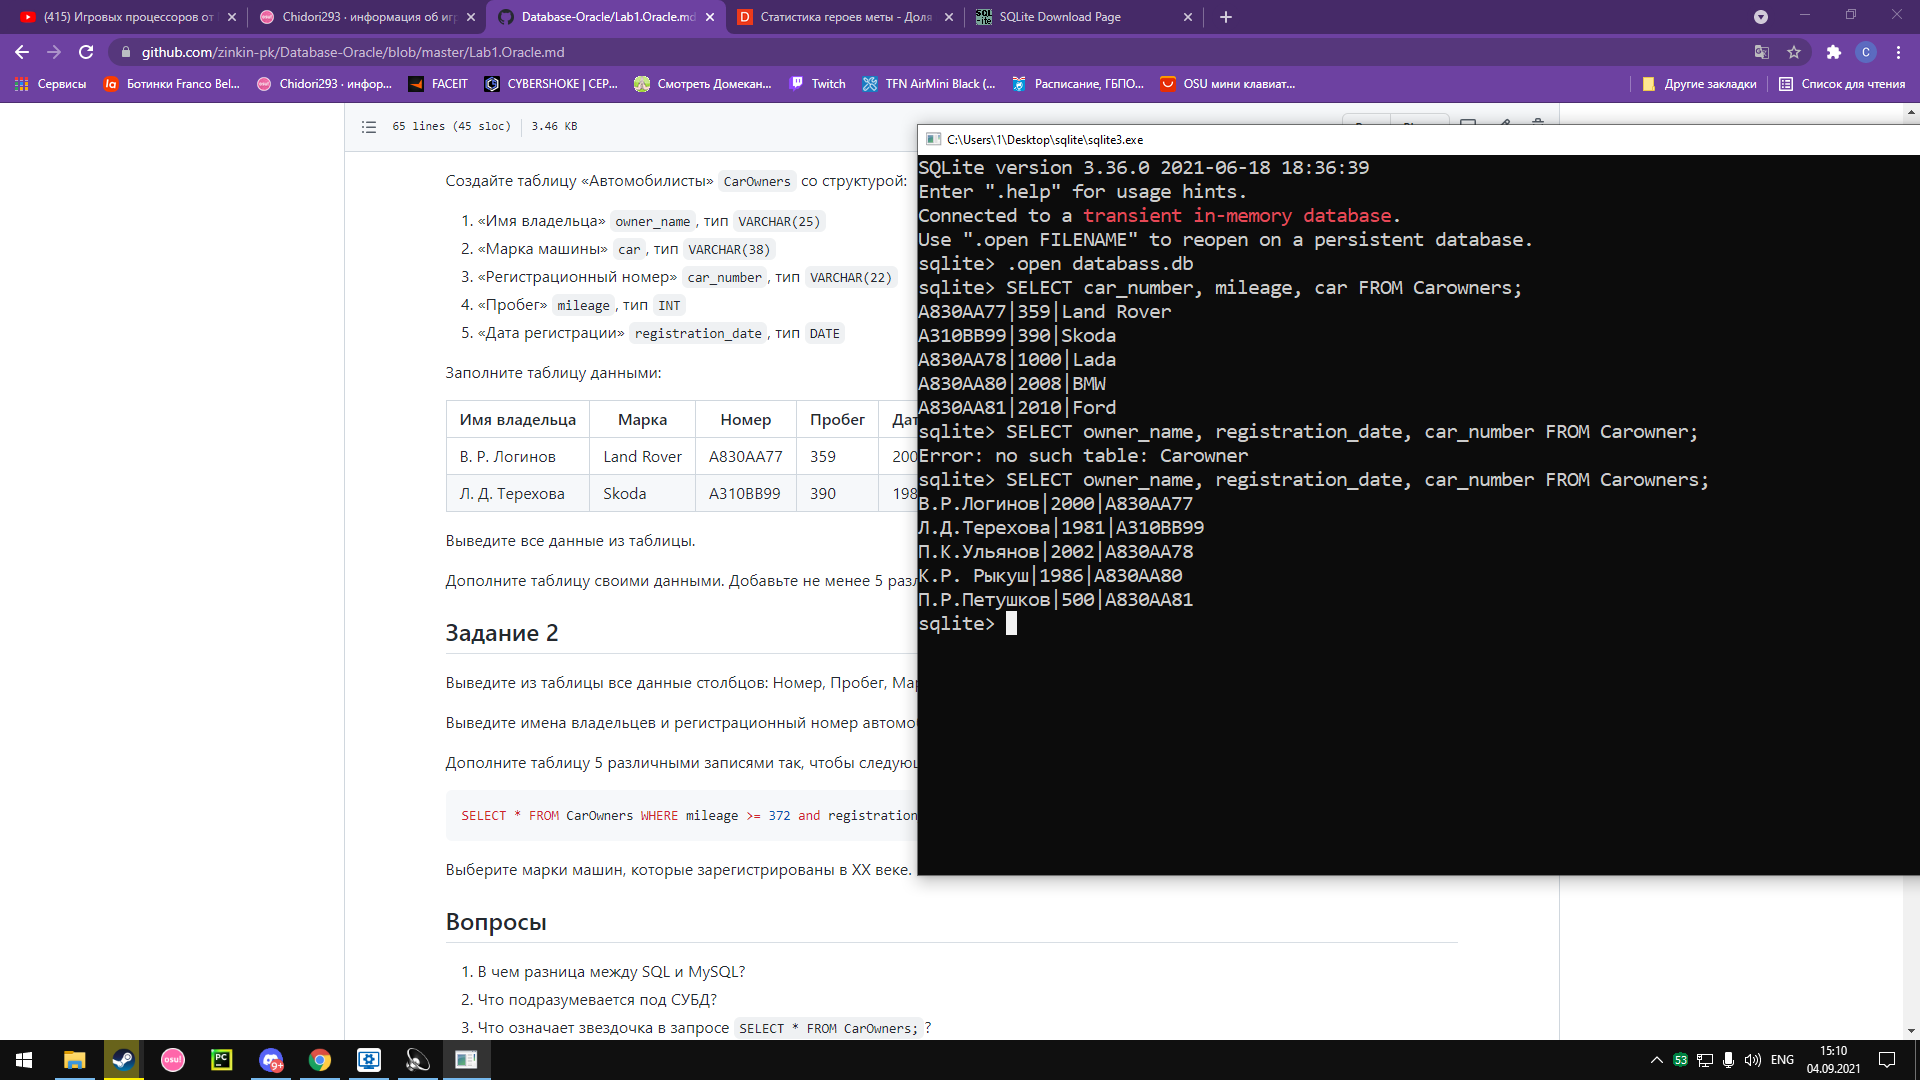 (415) Игровых процессоров от
Chidori293 · информация об игр
Database-Oracle/Lab1.Oracle.md
Статистика героев меты - Доля
SQLite Download Page
github.com/zinkin-pk/Database-Oracle/blob/master/Lab1.Oracle.md
C
Сервисы
Ботинки Franco Bel...
Chidori293 · инфор...
FACEIT
CYBERSHOKE | CEP...
Смотреть Домекан...
Twitch
TFN AirMini Black (...
Расписание, ГБПО...
OSU мини клавиат...
Другие закладки
Список для чтения
65 lines (45 sloc)
3.46 KB
Создайте таблицу «Автомобилисты» CarOwners со структурой:
1. «Имя владельца» owner_name , тип VARCHAR(25)
2. «Марка машины» car , тип VARCHAR(38)
3. «Регистрационный номер» car_number , тип VARCHAR(22)
4. «Пробег» mileage , тип INT
5. «Дата регистрации» registration_date , тип DATE
Заполните таблицу данными:
Имя владельца Марка Номер Пробег Дат
В. Р. Логинов Land Rover A830AA77 359 200
Л. Д. Терехова Skoda A310BB99 390 198
Выведите все данные из таблицы.
Дополните таблицу своими данными. Добавьте не менее 5 раз
Задание 2
Выведите из таблицы все данные столбцов: Номер, Пробег, Мар
Выведите имена владельцев и регистрационный номер автомо
Дополните таблицу 5 различными записями так, чтобы следующ
SELECT * FROM CarOwners WHERE mileage >= 372 and registration
Выберите марки машин, которые зарегистрированы в XX веке.
Вопросы
1. В чем разница между SQL и MySQL?
2. Что подразумевается под СУБД?
3. Что означает звездочка в запросе SELECT * FROM CarOwners; ?
C:\Users\1\Desktop\sqlite\sqlite3.exe
SQLite version 3.36.0 2021-06-18 18:36:39
Enter ".help" for usage hints.
Connected to a transient in-memory database.
Use ".open FILENAME" to reopen on a persistent database.
sqlite> .open databass.db
sqlite> SELECT car_number, mileage, car FROM Carowners;
A830AA77|359|Land Rover
A310BB99|390|Skoda
A830AA78|1000|Lada
A830AA80|2008|BMW
A830AA81|2010|Ford
sqlite> SELECT owner_name, registration_date, car_number FROM Carowner;
Error: no such table: Carowner
sqlite> SELECT owner_name, registration_date, car_number FROM Carowners;
В.Р.Логинов|2000|A830AA77
Л.Д.Терехова|1981|A310BB99
П.К.Ульянов|2002|A830AA78
К.Р. Рыкуш|1986|A830AA80
П.Р.Петушков|500|A830AA81
sqlite>
osu!
PC
9+
53
ENG
15:10
04.09.2021